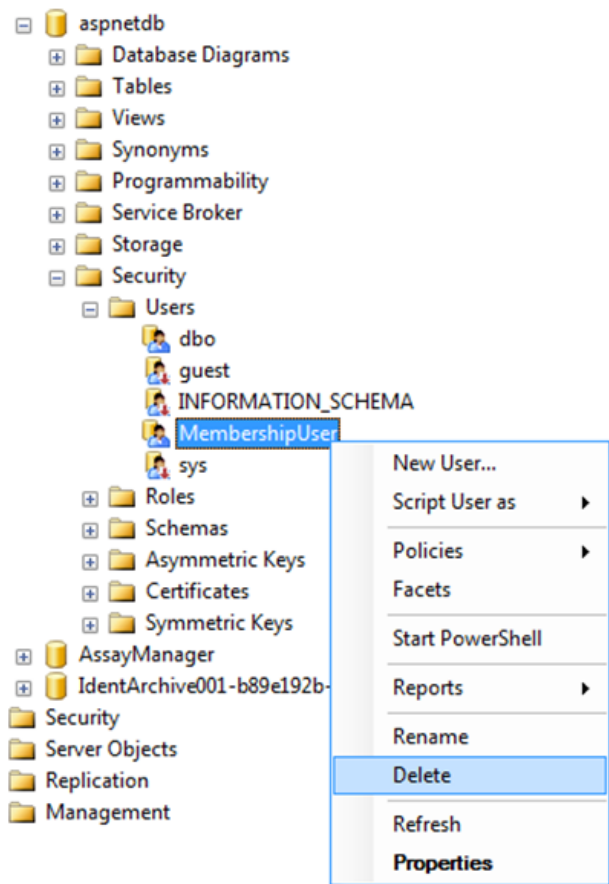 aspnetdb
Database Diagrams
Tables
Views
Synonyms
Programmability
Service Broker
Storage
Security
Users
dbo
guest
INFORMATION_SCHEMA
MembershipUser
sys
Roles
Schemas
Asymmetric Keys
Certificates
Symmetric Keys
AssayManager
IdentArchive001-b89e192b-
Security
Server Objects
Replication
Management
New User...
Script User as
Policies
Facets
Start PowerShell
Reports
Rename
Delete
Refresh
Properties